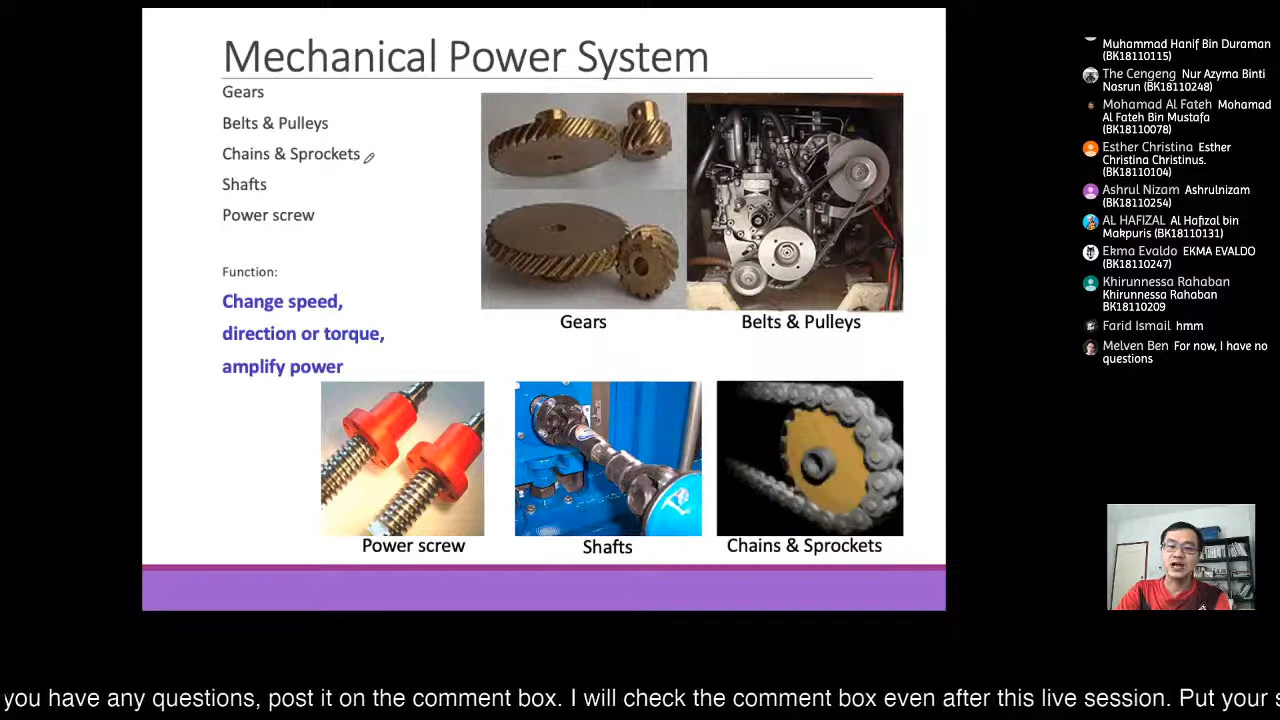 Mechanical Power System
Gears
Belts & Pulleys
Chains & Sprockets
Shafts
Power screw
Function:
Change speed,
direction or torque,
amplify power
Gears
Belts & Pulleys
Power screw
Shafts
Chains & Sprockets
Muhammad Hanif Bin Duraman
(BK18110115)
The Cengeng Nur Azyma Binti
Nasrun (BK18110248)
Mohamad Al Fateh Mohamad
Al Fateh Bin Mustafa
(BK18110078)
Esther Christina Esther
Christina Christinus.
(BK18110104)
Ashrul Nizam Ashrulnizam
(BK18110254)
AL HAFIZAL Al Hafizal bin
Makpuris (BK18110131)
Ekma Evaldo EKMA EVALDO
(BK18110247)
Khirunnessa Rahaban
Khirunnessa Rahaban
BK18110209
Farid Ismail hmm
Melven Ben For now, I have no
questions
you have any questions, post it on the comment box. I will check the comment box even after this live session. Put your s